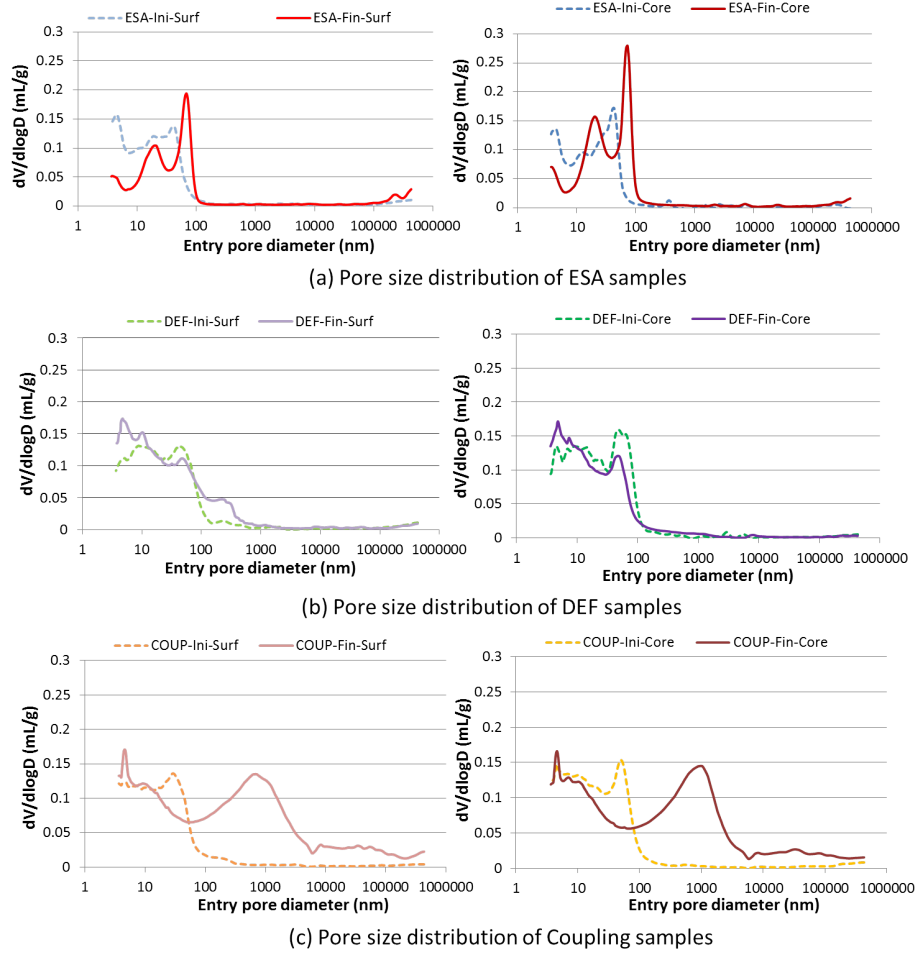 ESA-Ini-Surf ESA-Fin-Surf
dV/dlogD (mL/g)
0.3
0.25
0.2
0.15
0.1
0.05
0
1 10 100 1000 10000 100000 1000000
Entry pore diameter (nm)
ESA-Ini-Core ESA-Fin-Core
dV/dlogD (mL/g)
0.3
0.25
0.2
0.15
0.1
0.05
0
1 10 100 1000 10000 100000 1000000
Entry pore diameter (nm)
(a) Pore size distribution of ESA samples
DEF-Ini-Surf DEF-Fin-Surf
dV/dlogD (mL/g)
0.3
0.25
0.2
0.15
0.1
0.05
0
1 10 100 1000 10000 100000 1000000
Entry pore diameter (nm)
DEF-Ini-Core DEF-Fin-Core
dV/dlogD (mL/g)
0.3
0.25
0.2
0.15
0.1
0.05
0
1 10 100 1000 10000 100000 1000000
Entry pore diameter (nm)
(b) Pore size distribution of DEF samples
COUP-Ini-Surf COUP-Fin-Surf
dV/dlogD (mL/g)
0.3
0.25
0.2
0.15
0.1
0.05
0
1 10 100 1000 10000 100000 1000000
Entry pore diameter (nm)
COUP-Ini-Core COUP-Fin-Core
dV/dlogD (mL/g)
0.3
0.25
0.2
0.15
0.1
0.05
0
1 10 100 1000 10000 100000 1000000
Entry pore diameter (nm)
(c) Pore size distribution of Coupling samples